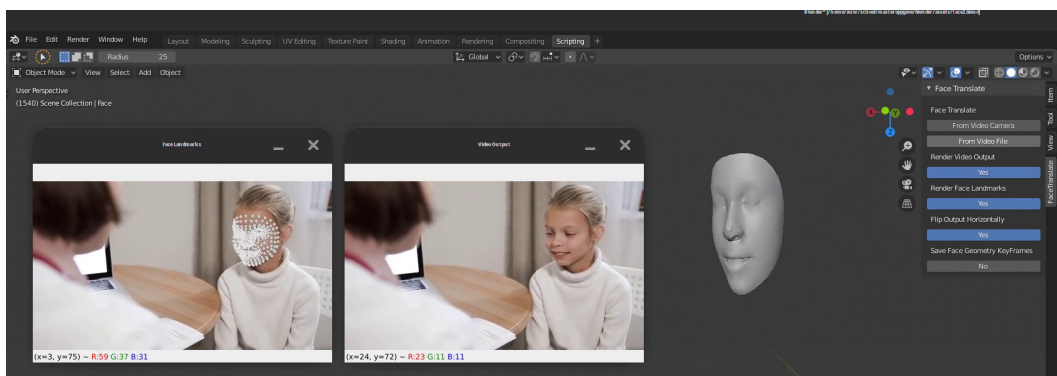 File Edit Render Window Help Layout Modeling Sculpting UV Editing Texture Paint Shading Animation Rendering Compositing Scripting +
Radius 25 Global Options
Object Mode View Select Add Object
User Perspective
(1540) Scene Collection | Face
Face Landmarks
Video Output
(x=3, y=75) ~ R:59 G:37 B:31
(x=24, y=72) ~ R:23 G:11 B:11
X
Y
Z
Face Translate
Face Translate
From Video Camera
From Video File
Render Video Output
Yes
Render Face Landmarks
Yes
Flip Output Horizontally
Yes
Save Face Geometry KeyFrames
No
Item
Tool
View
FaceTranslate